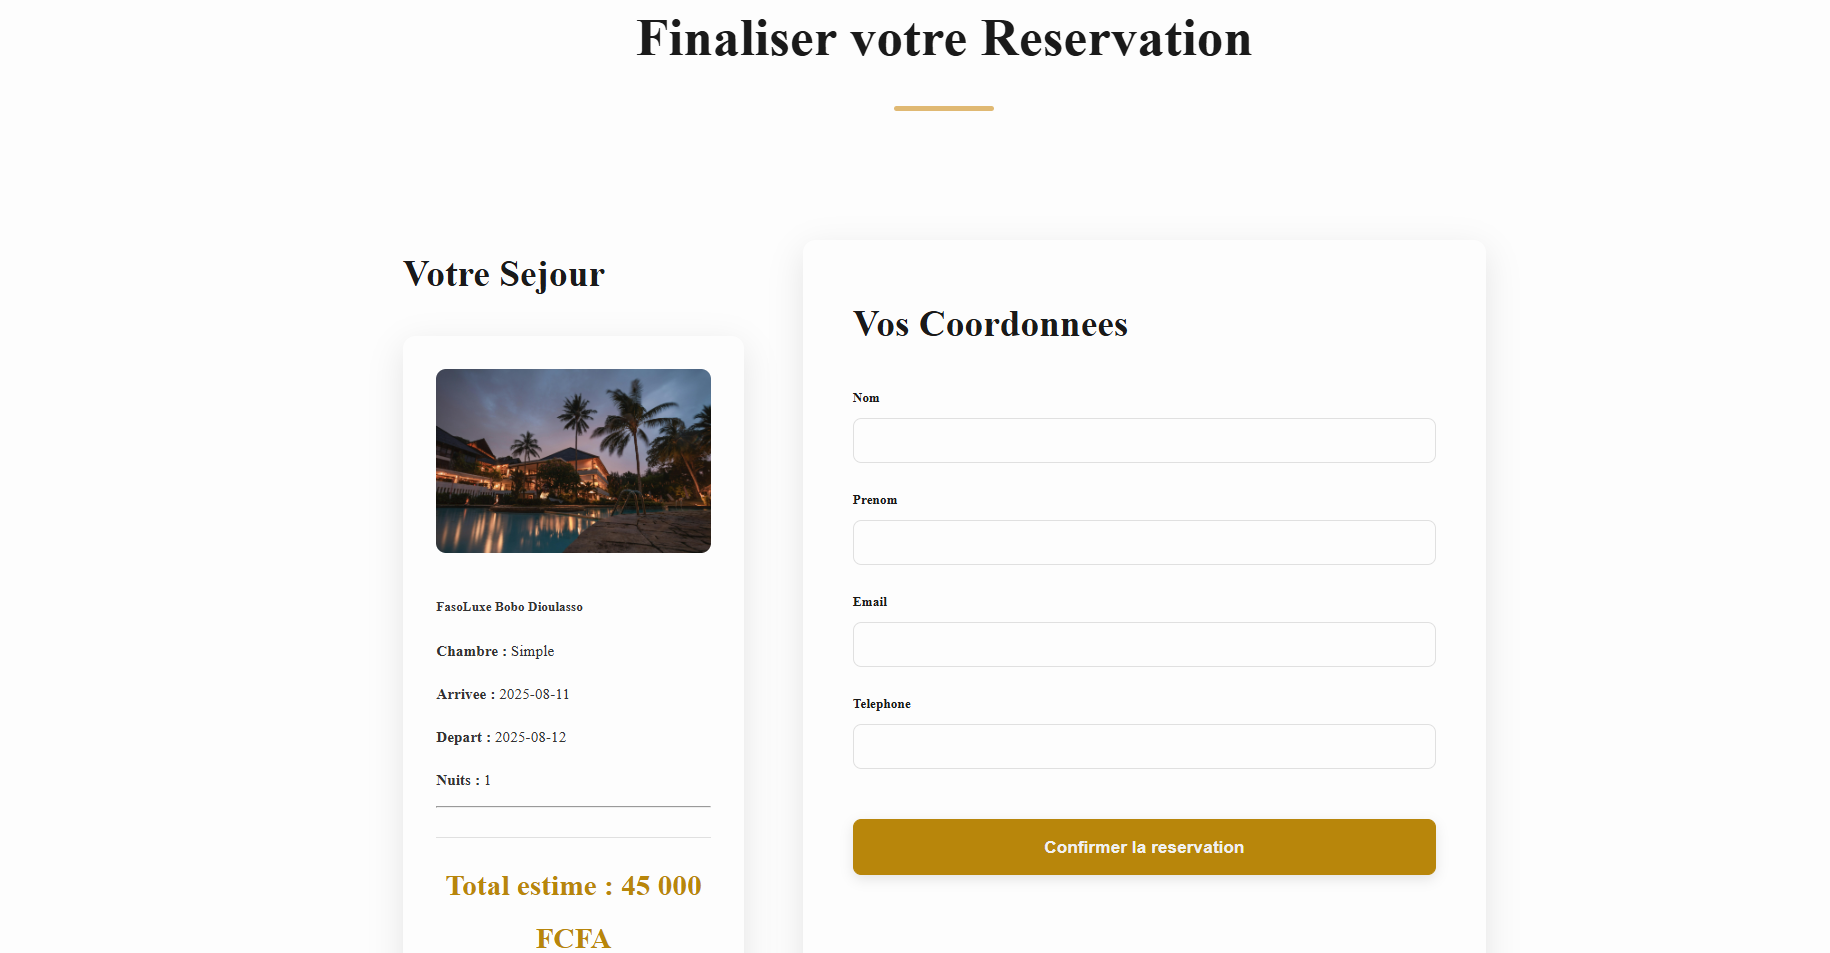 Finaliser votre Reservation
Votre Sejour
FasoLuxe Bobo Dioulasso
Chambre : Simple
Arrivee : 2025-08-11
Depart : 2025-08-12
Nuits : 1
Total estime : 45 000
FCFA
Vos Coordonnees
Nom
Prenom
Email
Telephone
Confirmer la reservation